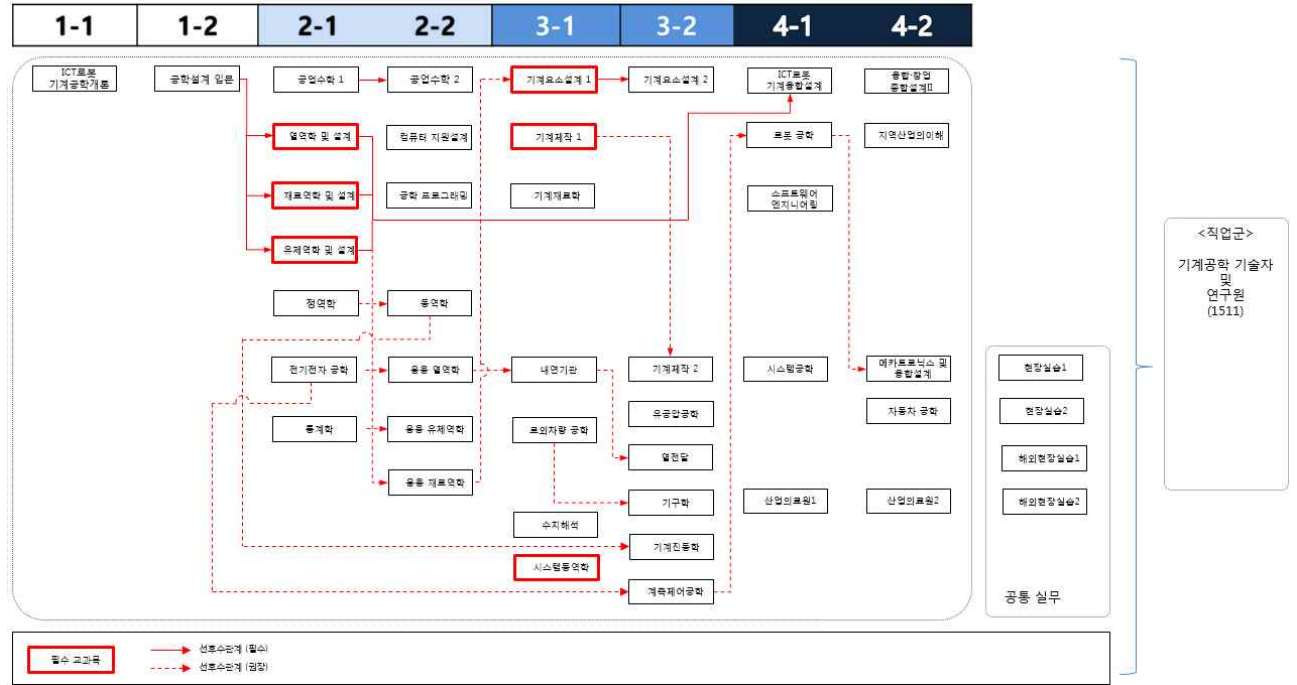 1-1 1-2 2-1 2-2 3-1 3-2 4-1 4-2
ICT로봇
기계공학개론
공학설계 입문
공업수학 1
공업수학 2
기계요소설계 1
기계요소설계 2
ICT로봇
기계융합설계
융합·창업
종합설계II
열역학 및 설계
컴퓨터 지원설계
기계제작 1
로봇 공학
지역산업의이해
재료역학 및 설계
공학 프로그래밍
기계재료학
소프트웨어
엔지니어링
유체역학 및 설계
정역학
동역학
전기전자 공학
응용 열역학
내연기관
기계제작 2
시스템공학
메카트로닉스 및
융합설계
통계학
응용 유체역학
로외차량 공학
유공압공학
자동차 공학
열전달
응용 재료역학
기구학
산업의료원1
산업의료원2
수치해석
기계진동학
시스템동역학
계측제어공학
현장실습1
현장실습2
해외현장실습1
해외현장실습2
공통 실무
<직업군>
기계공학 기술자
및
연구원
(1511)
필수 교과목
선후수관계 (필수)
선후수관계 (권장)